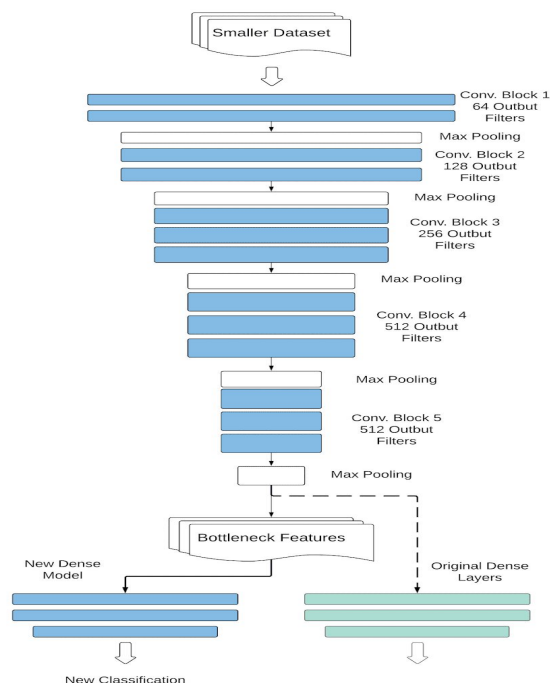 Smaller Dataset
Conv. Block 1
64 Outbut
Filters
Max Pooling
Conv. Block 2
128 Outbut
Filters
Max Pooling
Conv. Block 3
256 Outbut
Filters
Max Pooling
Conv. Block 4
512 Outbut
Filters
Max Pooling
Conv. Block 5
512 Outbut
Filters
Max Pooling
Bottleneck Features
New Dense
Model
Original Dense
Layers
New Classification